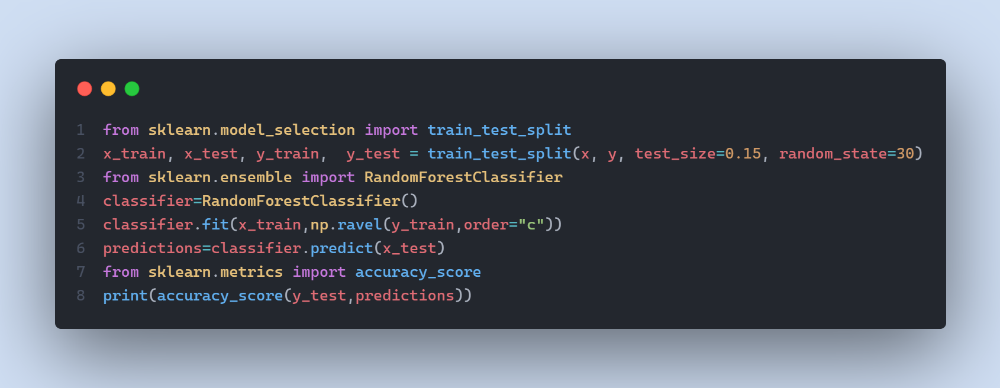 1 from sklearn.model_selection import train_test_split
2 x_train, x_test, y_train,  y_test = train_test_split(x, y, test_size=0.15, random_state=30)
3 from sklearn.ensemble import RandomForestClassifier
4 classifier=RandomForestClassifier()
5 classifier.fit(x_train,np.ravel(y_train,order="c"))
6 predictions=classifier.predict(x_test)
7 from sklearn.metrics import accuracy_score
8 print(accuracy_score(y_test,predictions))